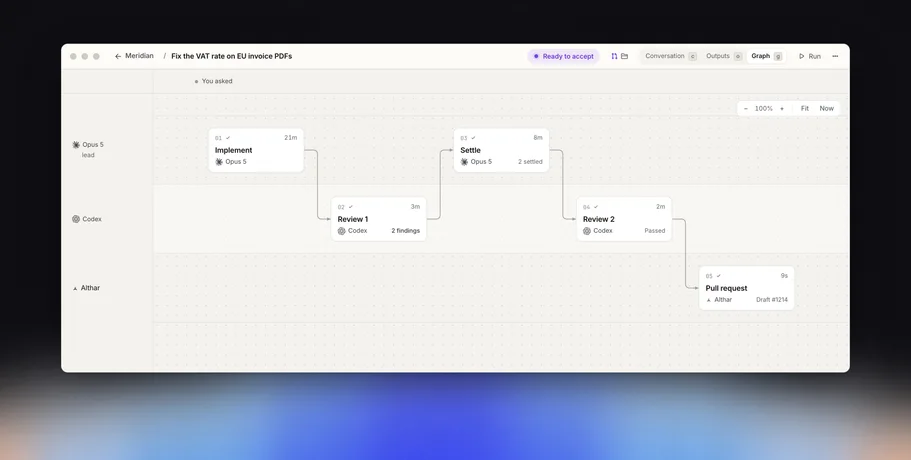 Meridian / Fix the VAT rate on EU invoice PDFs
Ready to accept
Conversation c Outputs o Graph g
Run
You asked
− 100% + Fit Now
Opus 5
lead
01 21m
Implement
Opus 5
03 8m
Settle
Opus 5 2 settled
Codex
02 3m
Review 1
Codex 2 findings
04 2m
Review 2
Codex Passed
Althar
05 9s
Pull request
Althar Draft #1214